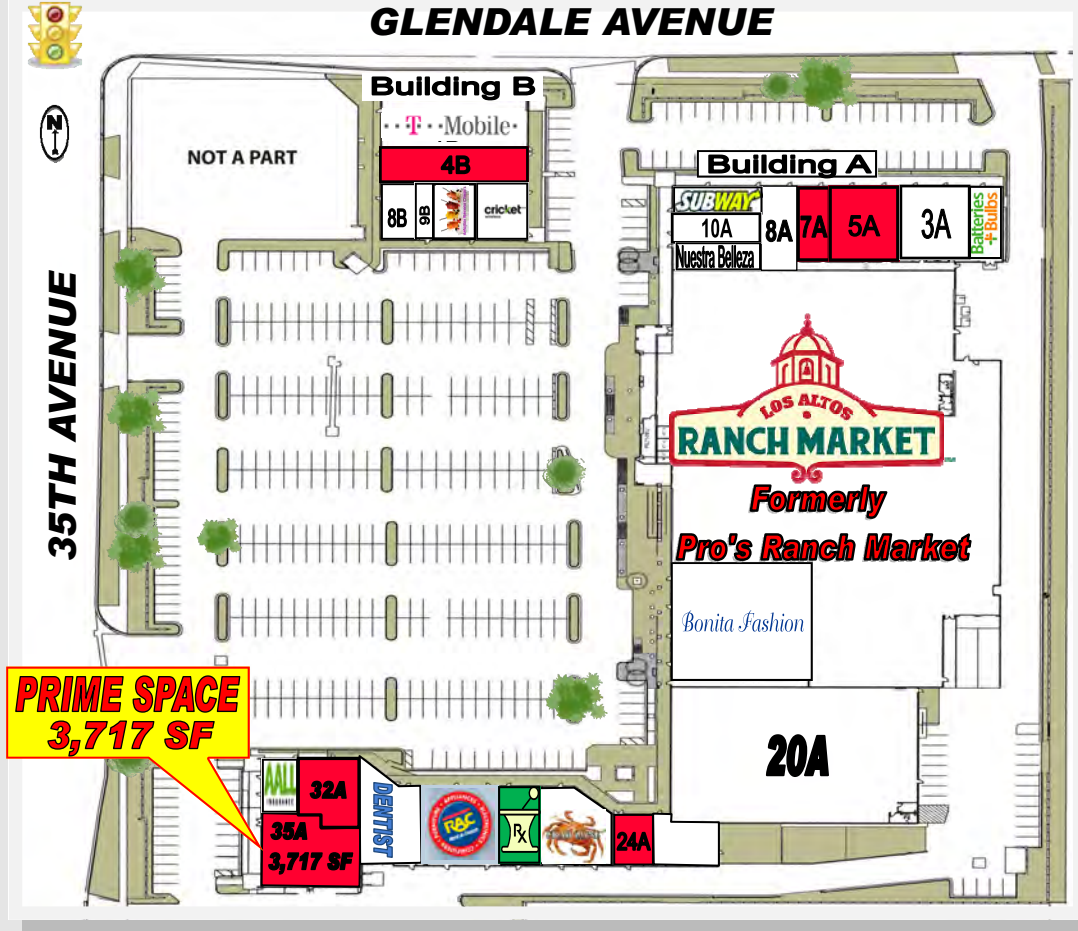 GLENDALE AVENUE
N
Building B
T Mobile
NOT A PART
4B
8B
9B
cricket
Building A
SUBWAY
10A
Nuestra Belleza
8A
7A
5A
3A
Batteries
+Bulbs
35TH AVENUE
LOS ALTOS
RANCH MARKET
Formerly
Pro's Ranch Market
Bonita Fashion
PRIME SPACE
3,717 SF
20A
AALL
INSURANCE
32A
35A
3,717 SF
DENTIST
RAC
Rx
24A